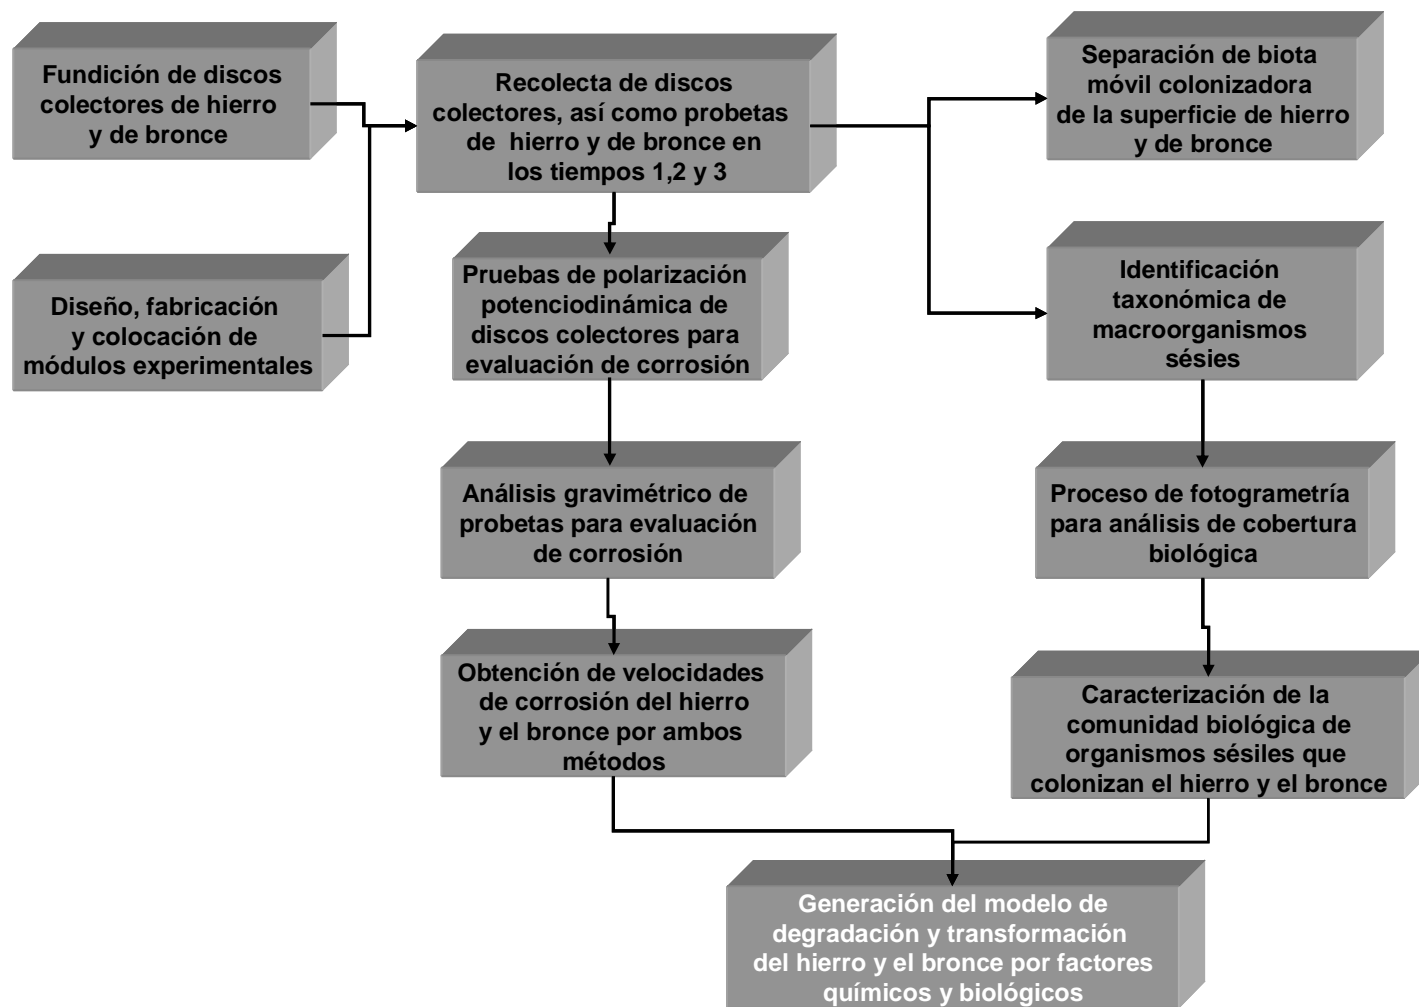 Fundición de discos
colectores de hierro
y de bronce
Diseño, fabricación
y colocación de
módulos experimentales
Recolecta de discos
colectores, así como probetas
de hierro y de bronce en
los tiempos 1,2 y 3
Pruebas de polarización
potenciodinámica de
discos colectores para
evaluación de corrosión
Análisis gravimétrico de
probetas para evaluación
de corrosión
Obtención de velocidades
de corrosión del hierro
y el bronce por ambos
métodos
Separación de biota
móvil colonizadora
de la superficie de hierro
y de bronce
Identificación
taxonómica de
macroorganismos
sésies
Proceso de fotogrametría
para análisis de cobertura
biológica
Caracterización de la
comunidad biológica de
organismos sésiles que
colonizan el hierro y el bronce
Generación del modelo de
degradación y transformación
del hierro y el bronce por factores
químicos y biológicos